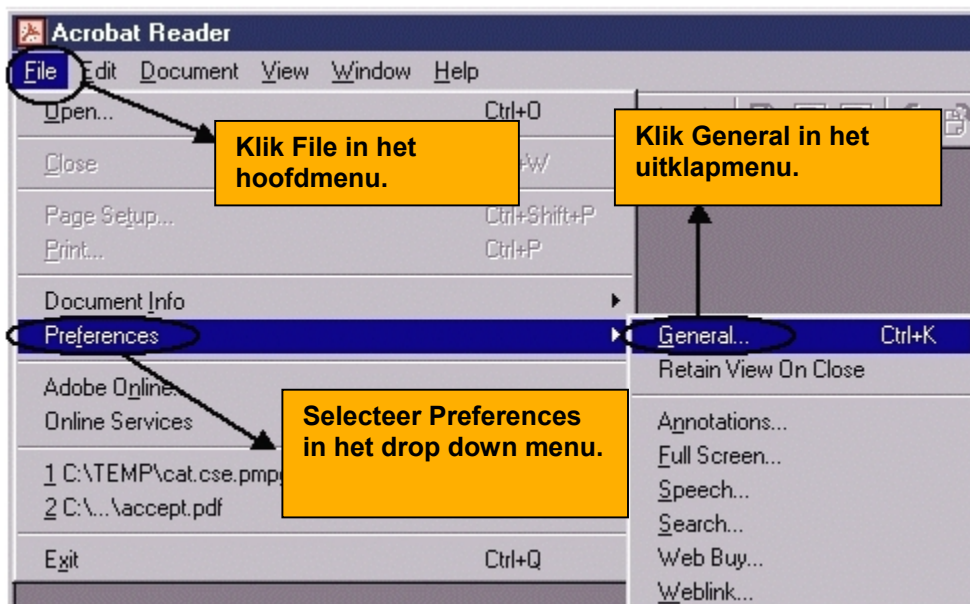 Acrobat Reader
File Edit Document View Window Help
Open... Ctrl+O
Klik File in het
hoofdmenu.
Klik General in het
uitklapmenu.
Close +W
Page Setup... Ctrl+Shift+P
Print... Ctrl+P
Document Info
Preferences
General... Ctrl+K
Retain View On Close
Adobe Online...
Online Services
Selecteer Preferences
in het drop down menu.
Annotations...
Full Screen...
Speech...
Search...
Web Buy...
Weblink...
1 C:\TEMP\cat.cse.pmp
2 C:\...\accept.pdf
Exit Ctrl+Q